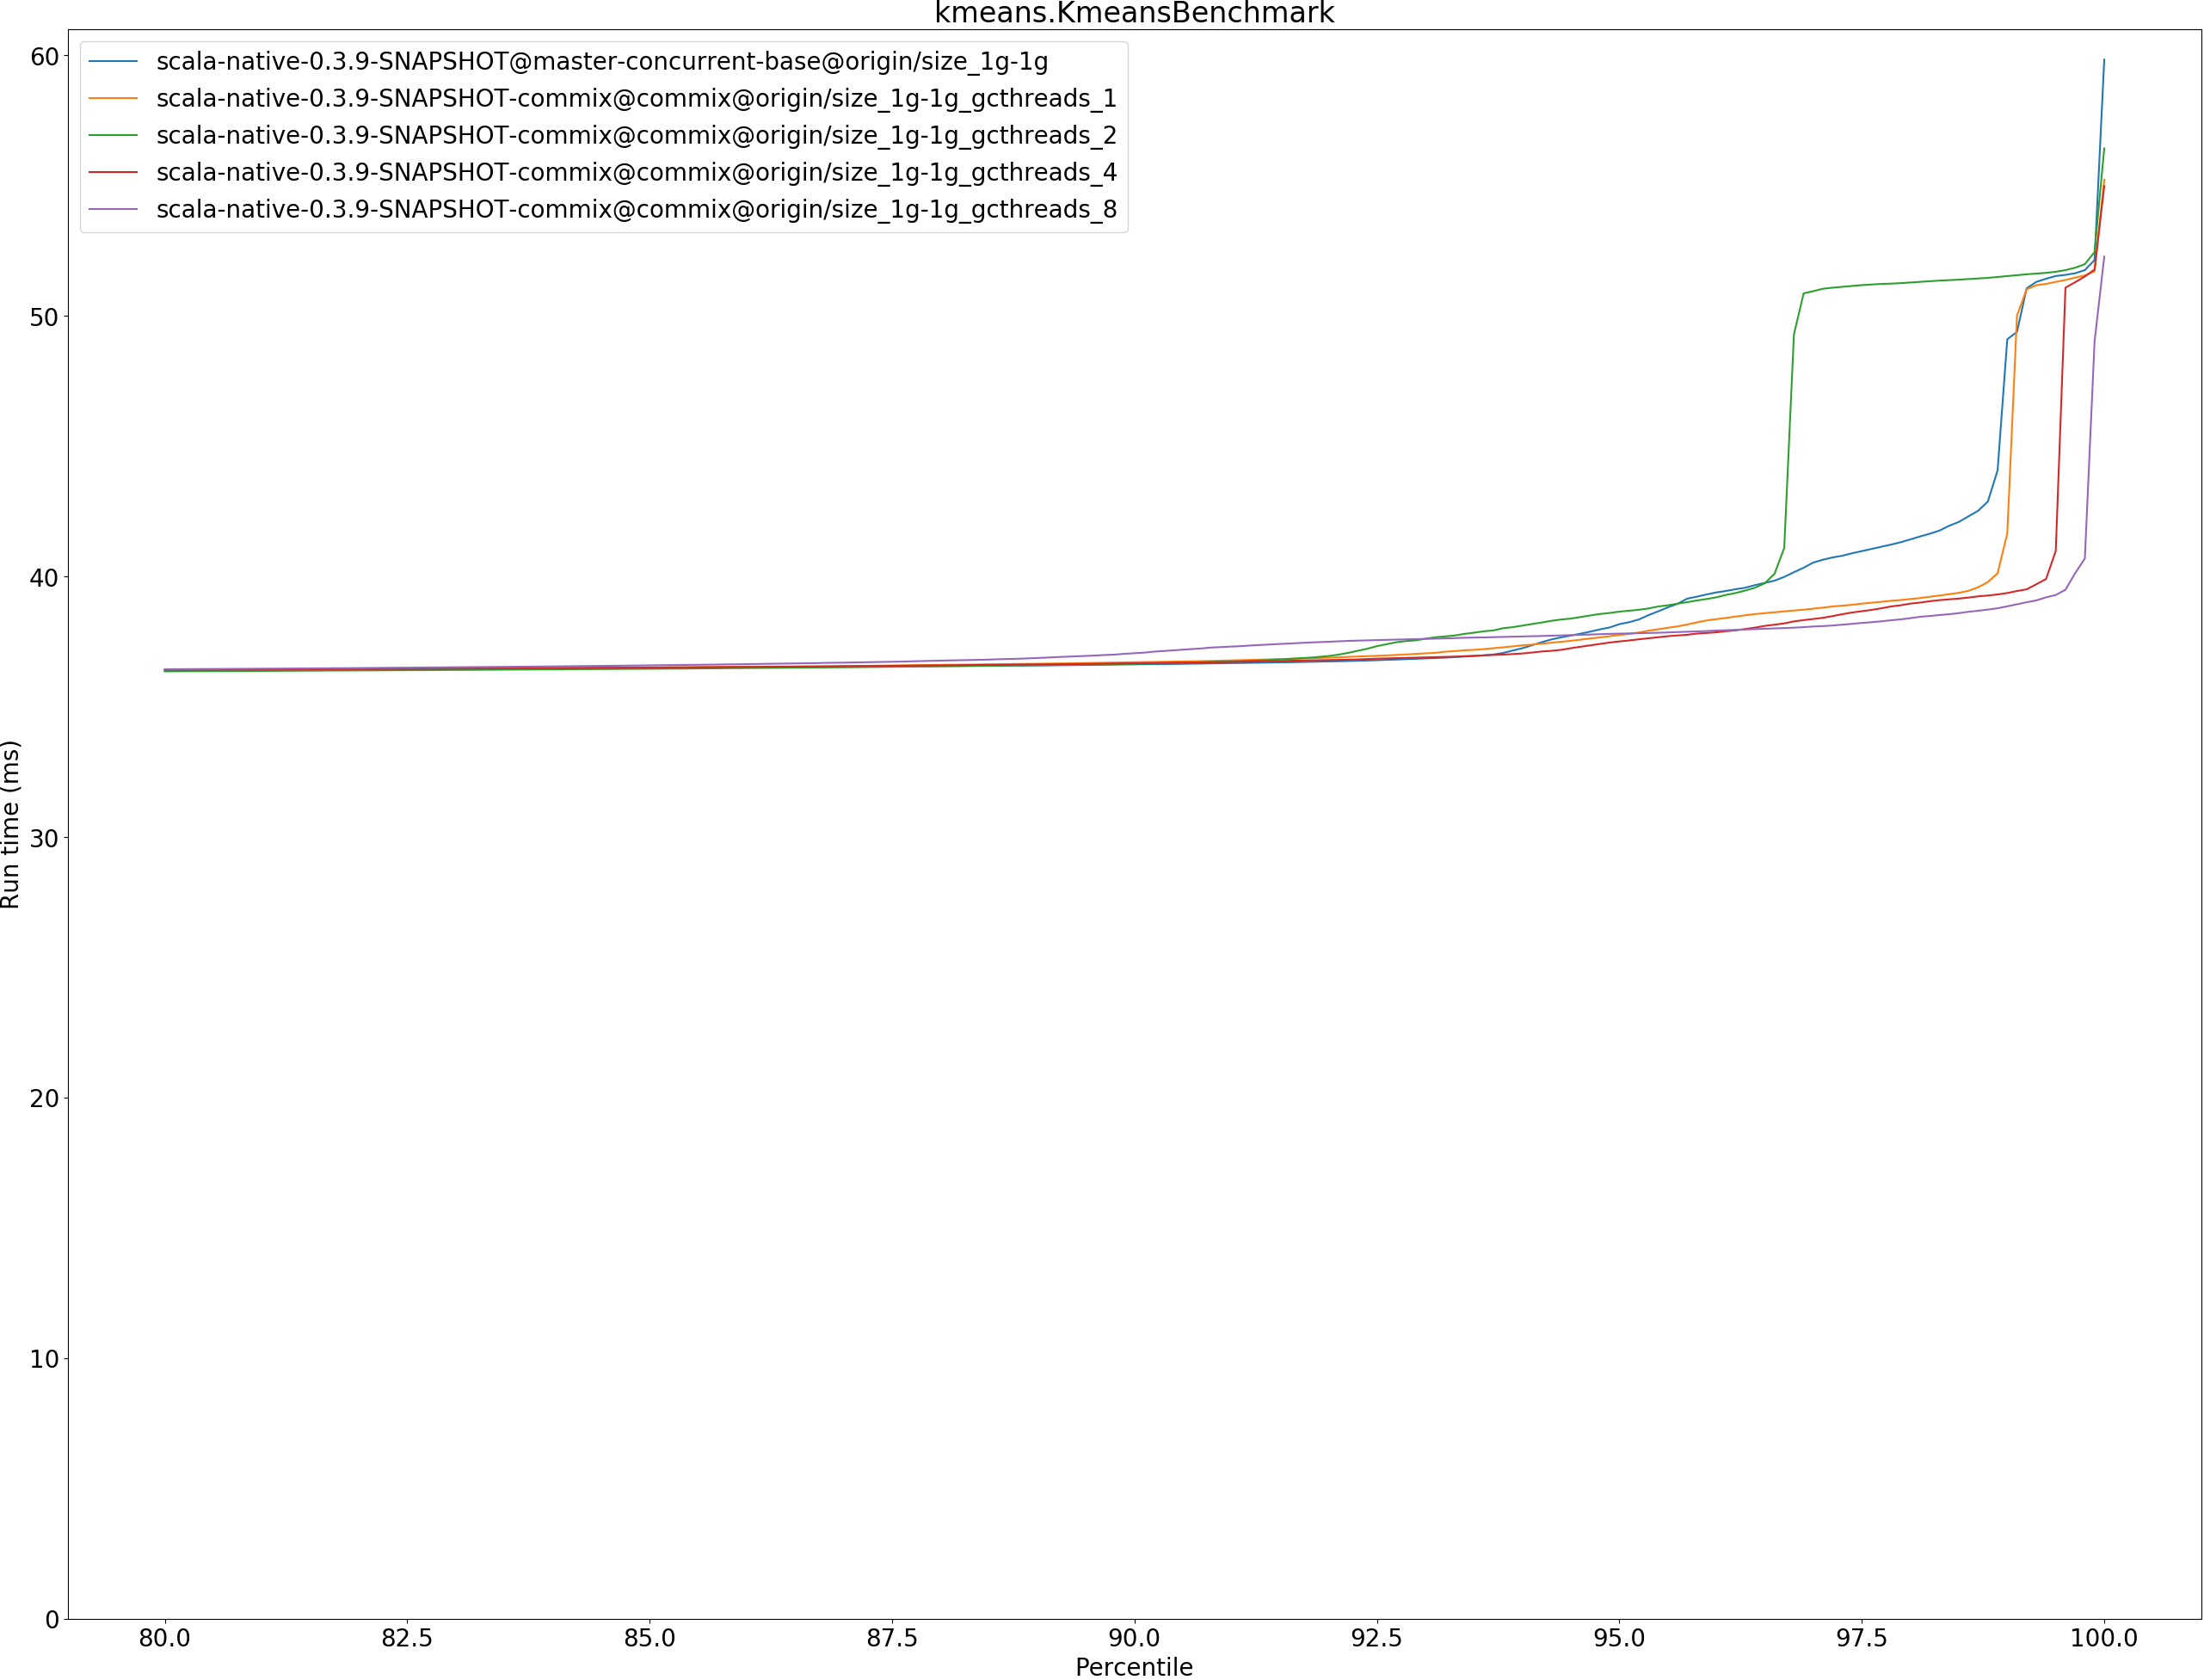 kmeans.KmeansBenchmark
scala-native-0.3.9-SNAPSHOT@master-concurrent-base@origin/size_1g-1g
scala-native-0.3.9-SNAPSHOT-commix@commix@origin/size_1g-1g_gcthreads_1
scala-native-0.3.9-SNAPSHOT-commix@commix@origin/size_1g-1g_gcthreads_2
scala-native-0.3.9-SNAPSHOT-commix@commix@origin/size_1g-1g_gcthreads_4
scala-native-0.3.9-SNAPSHOT-commix@commix@origin/size_1g-1g_gcthreads_8
60
50
40
30
20
10
0
Run time (ms)
80.0 82.5 85.0 87.5 90.0 92.5 95.0 97.5 100.0
Percentile